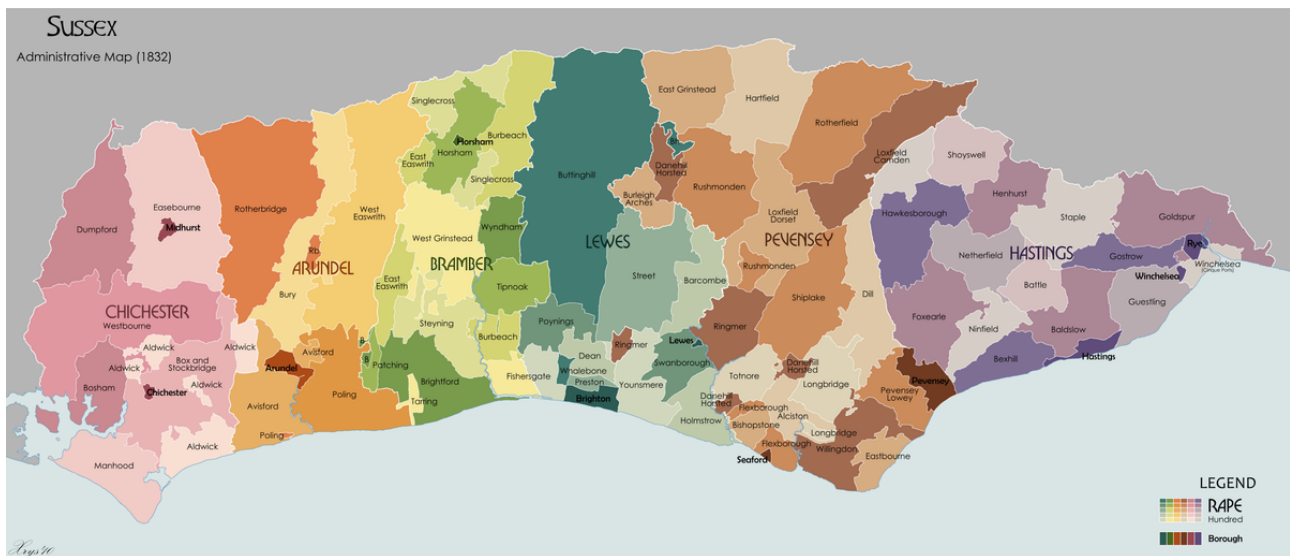 SUSSEX
Administrative Map (1832)
East Grinstead
Hartfield
Singlecross
Rotherfield
Burbeach
Horsham
Horsham
Bh
Loxfield
Camden
Shoyswell
East
Easwrith
Danehill
Horsted
Singlecross
Buttinghill
Rushmonden
Henhurst
Easebourne
Rotherbridge
West
Easwrith
Burleigh
Arches
Loxfield
Dorset
Hawkesborough
Staple
Goldspur
Dumpford
Midhurst
Wyndham
West Grinstead
LEWES
PEVENSEY
Rye
Rb
HASTINGS
Netherfield
Gostrow
ARUNDEL
BRAMBER
Street
Rushmonden
Winchelsea
(Cinque Ports)
East
Easwrith
Barcombe
Winchelsea
Battle
Bury
Tipnoak
Shiplake
Dill
Guestling
CHICHESTER
Westbourne
Steyning
Poynings
Ringmer
Foxearle
Ninfield
Baldslow
Burbeach
Aldwick
Aldwick
Avisford
B
Ringmer
Lewes
Box and
Stockbridge
B
Patching
Dean
Swanborough
Bexhill
Hastings
Aldwick
Arundel
Whalebone
Danehill
Horsted
Fishersgate
Totnore
Bosham
Aldwick
Brightford
Preston
Younsmere
Longbridge
Pevensey
Chichester
Poling
Pevensey
Lowey
Avisford
Tarring
Brighton
Danehill
Horsted
Flexborough
Holmstrow
Alciston
Bishopstone
Poling
Longbridge
Aldwick
Flexborough
Willingdon
Manhood
Seaford
Eastbourne
LEGEND
RAPE
Hundred
Borough
Xrys'10